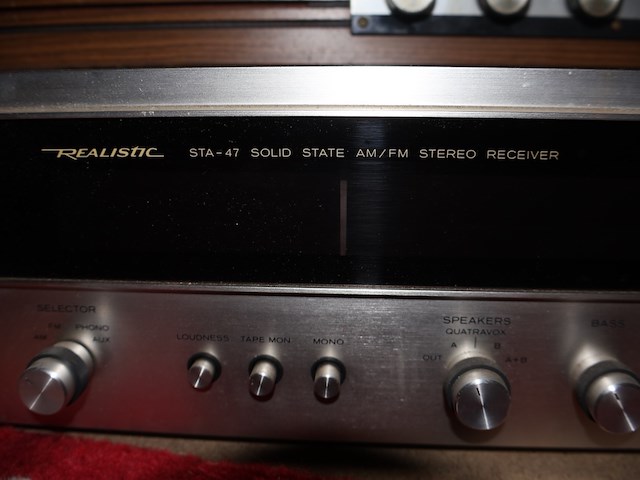 REALISTIC STA-47 SOLID STATE AM/FM STEREO RECEIVER
SELECTOR
FM PHONO
AM AUX
LOUDNESS TAPE MON MONO
SPEAKERS
QUATRAVOX
A B
OUT A+B
BASS